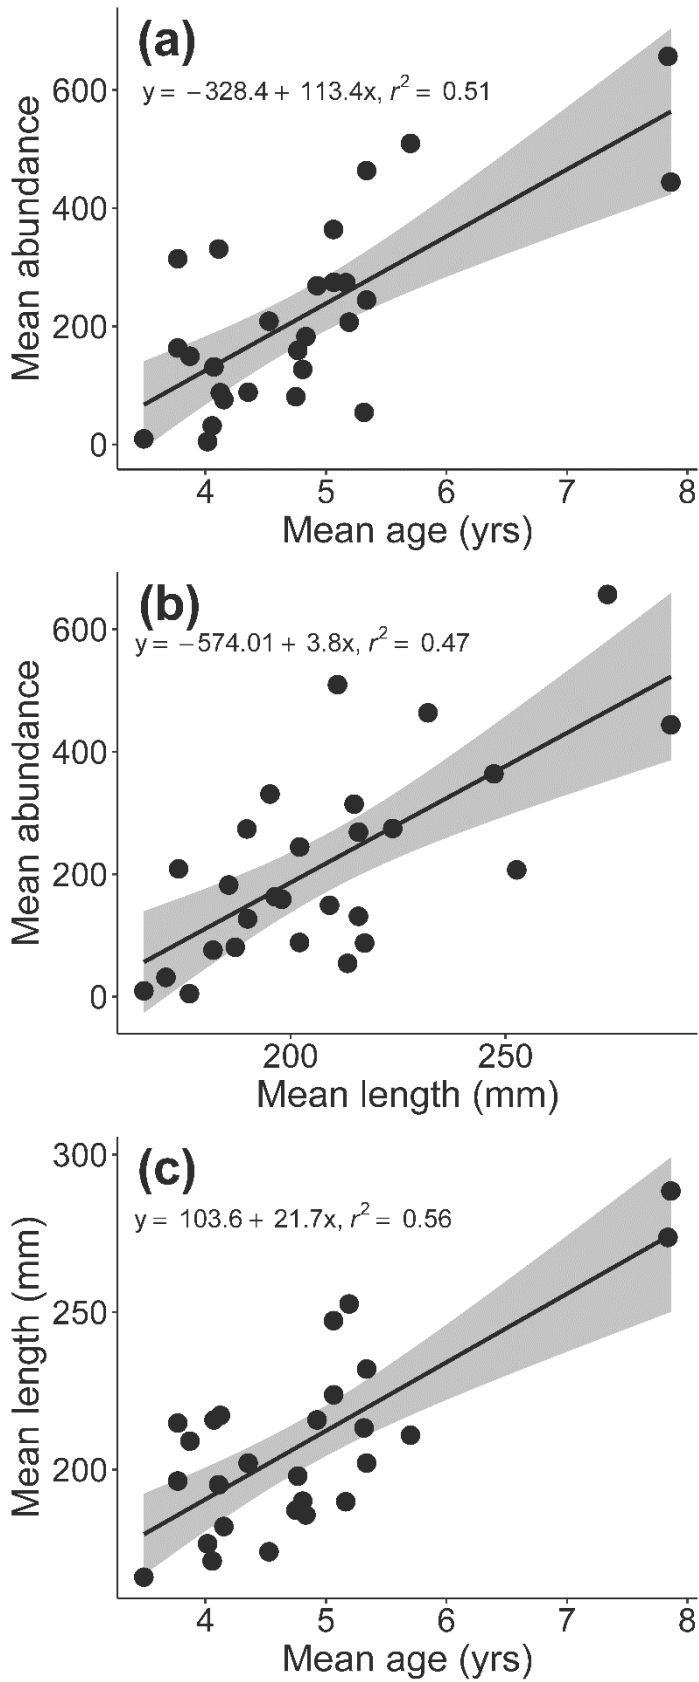 (a)
y = −328.4 + 113.4x, r² = 0.51
Mean abundance
600
400
200
0
4 5 6 7 8
Mean age (yrs)
(b)
y = −574.01 + 3.8x, r² = 0.47
Mean abundance
600
400
200
0
200 250
Mean length (mm)
(c)
y = 103.6 + 21.7x, r² = 0.56
Mean length (mm)
300
250
200
4 5 6 7 8
Mean age (yrs)